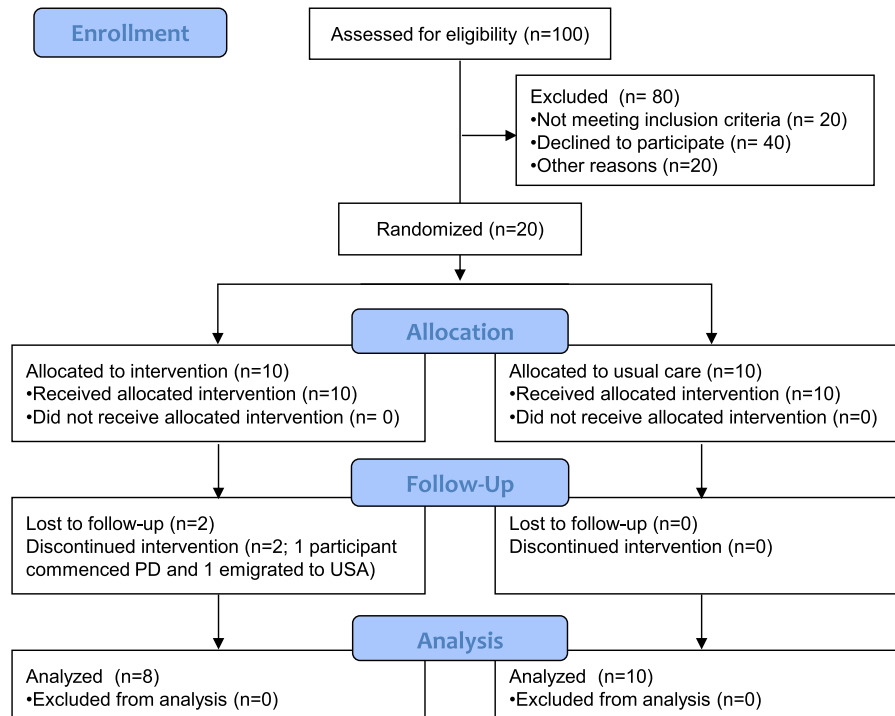 Enrollment
Assessed for eligibility (n=100)
Excluded (n= 80)
•Not meeting inclusion criteria (n= 20)
•Declined to participate (n= 40)
•Other reasons (n=20)
Randomized (n=20)
Allocation
Allocated to intervention (n=10)
•Received allocated intervention (n=10)
•Did not receive allocated intervention (n= 0)
Allocated to usual care (n=10)
•Received allocated intervention (n=10)
•Did not receive allocated intervention (n=0)
Follow-Up
Lost to follow-up (n=2)
Discontinued intervention (n=2; 1 participant
commenced PD and 1 emigrated to USA)
Lost to follow-up (n=0)
Discontinued intervention (n=0)
Analysis
Analyzed (n=8)
•Excluded from analysis (n=0)
Analyzed (n=10)
•Excluded from analysis (n=0)